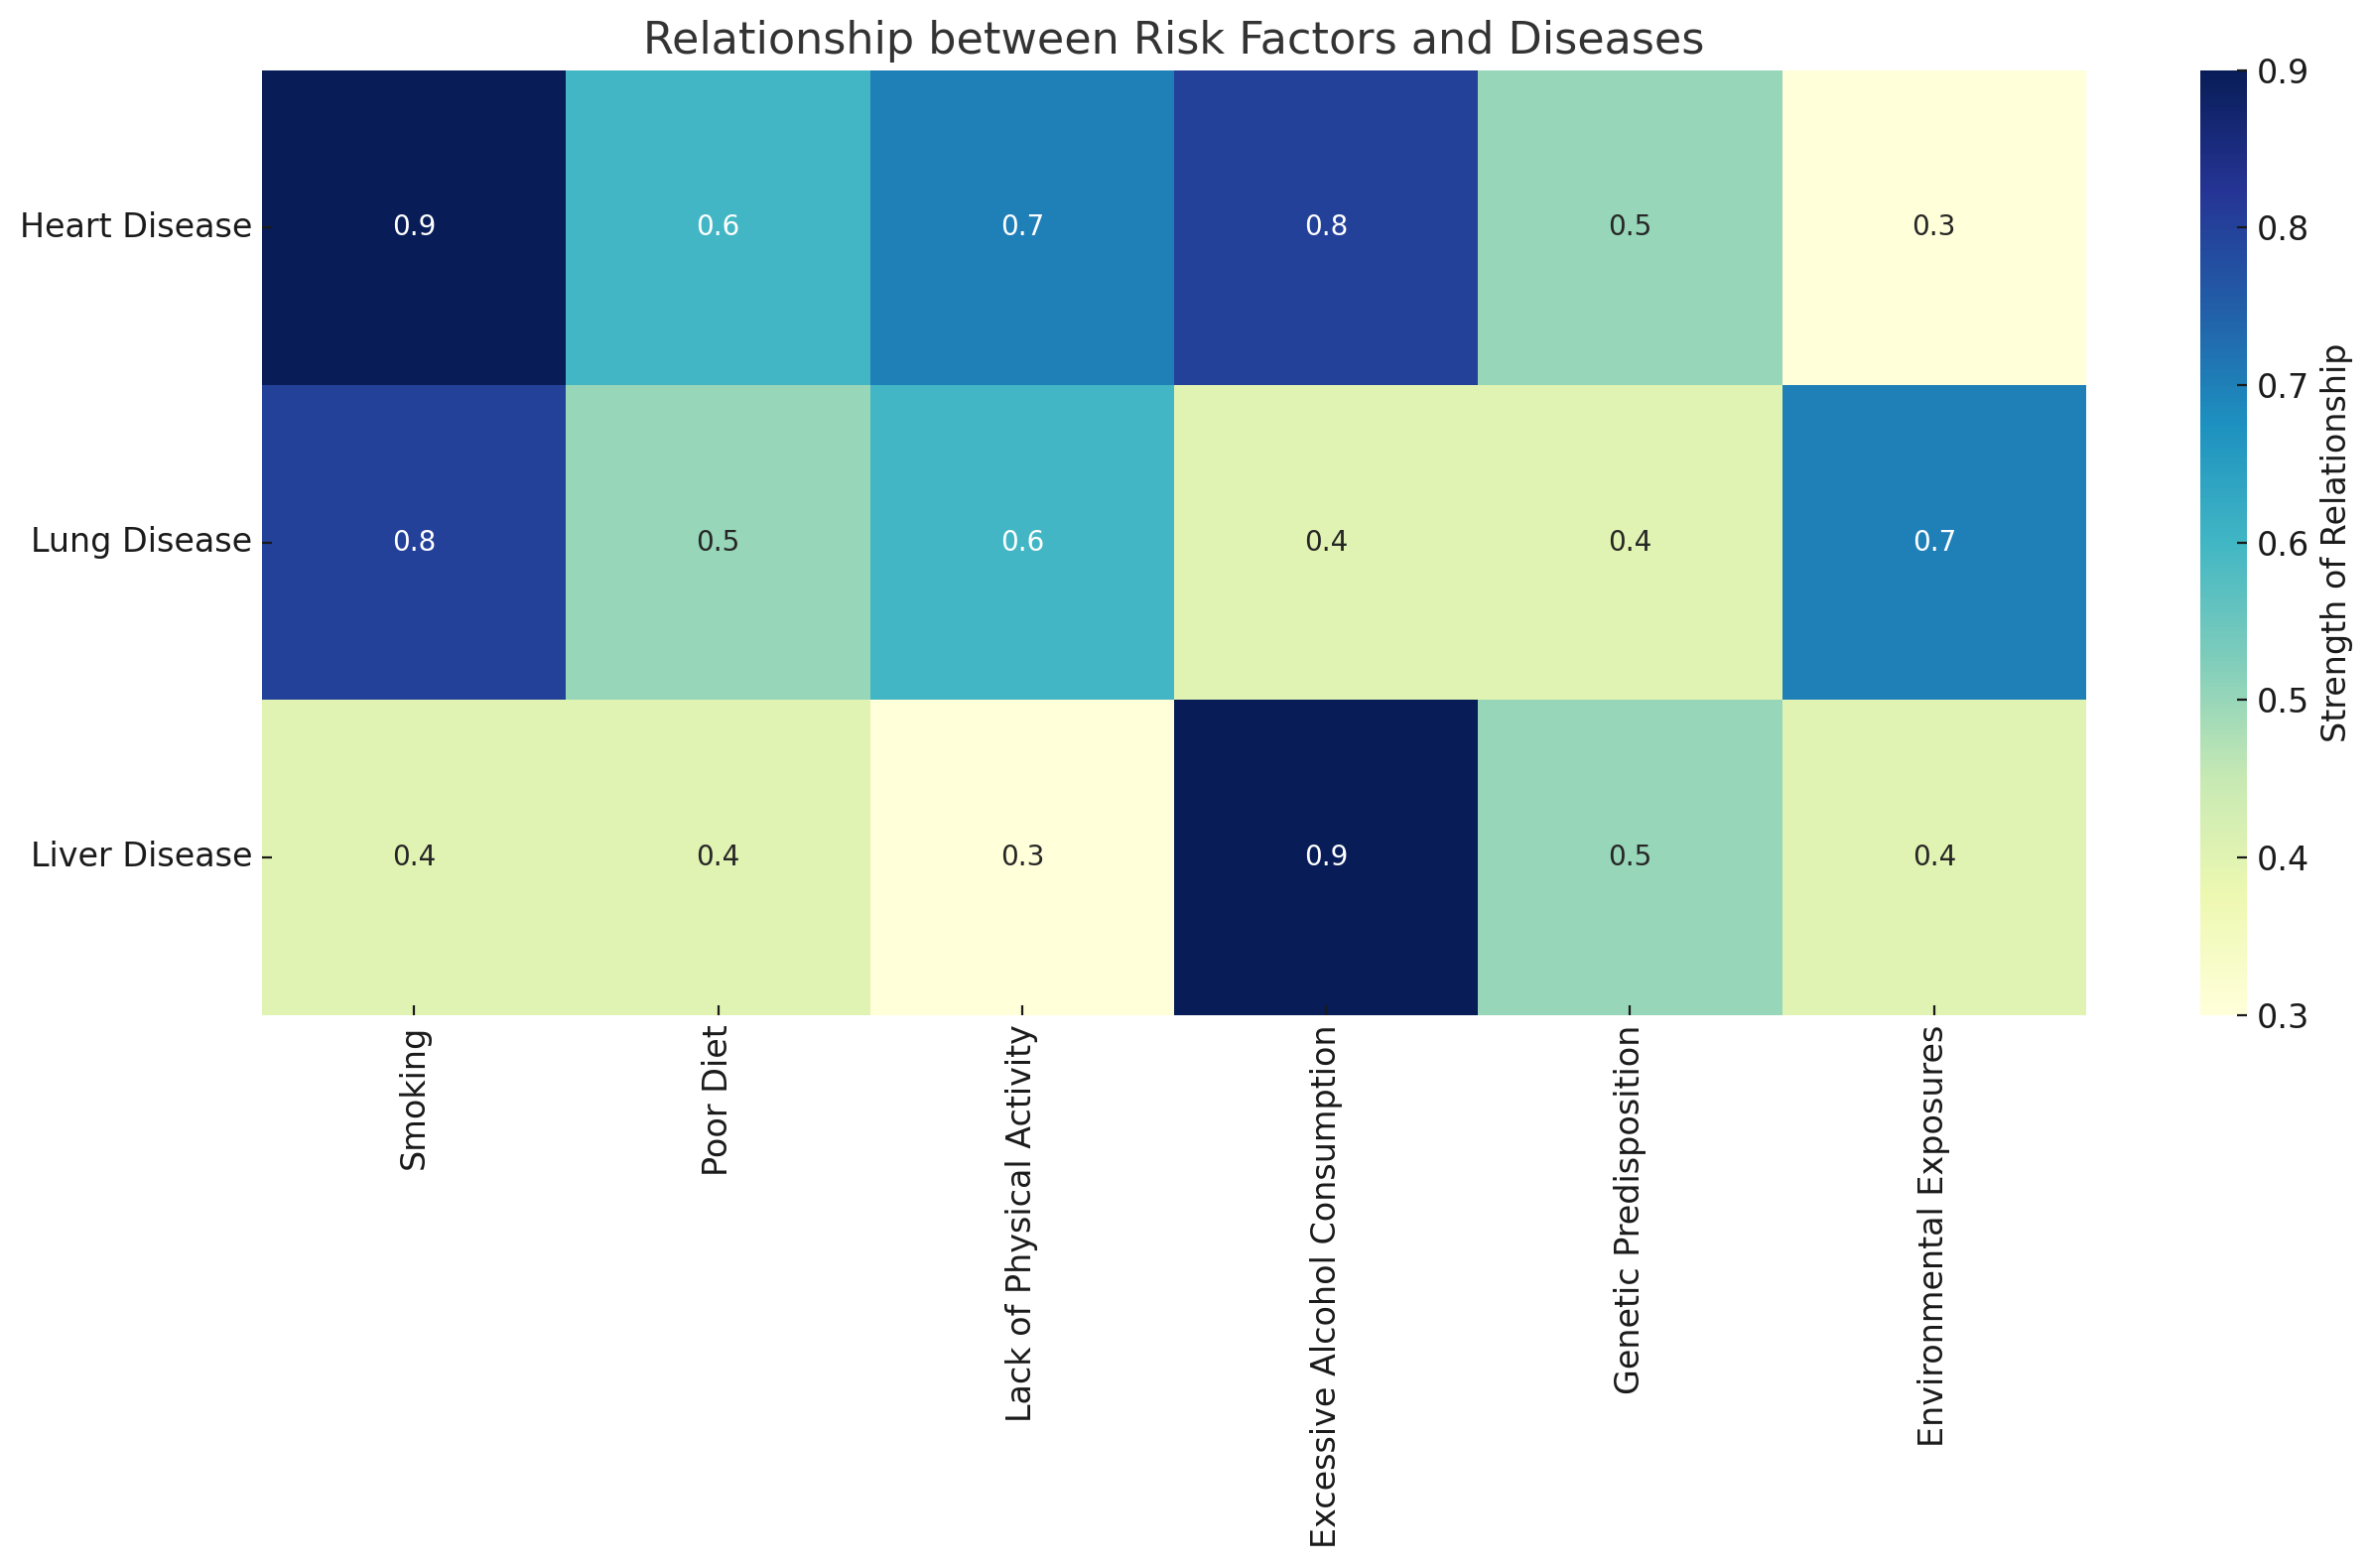 Relationship between Risk Factors and Diseases
Heart Disease
0.9
0.6
0.7
0.8
0.5
0.3
Lung Disease
0.8
0.5
0.6
0.4
0.4
0.7
Liver Disease
0.4
0.4
0.3
0.9
0.5
0.4
Smoking
Poor Diet
Lack of Physical Activity
Excessive Alcohol Consumption
Genetic Predisposition
Environmental Exposures
0.9
0.8
0.7
0.6
0.5
0.4
0.3
Strength of Relationship